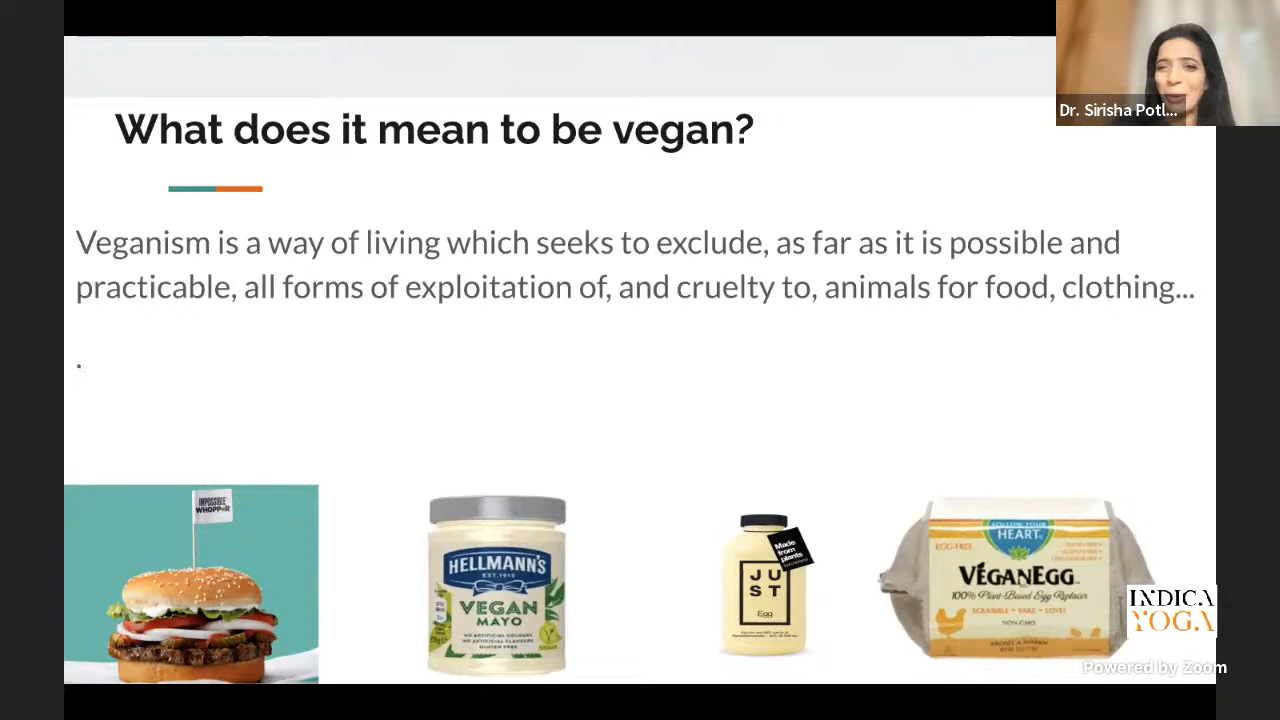 Dr. Sirisha Potl...
What does it mean to be vegan?
Veganism is a way of living which seeks to exclude, as far as it is possible and
practicable, all forms of exploitation of, and cruelty to, animals for food, clothing...
.
IMPOSSIBLE
WHOPPER
HELLMANN'S
EST. 1913
VEGAN
MAYO
NO ARTIFICIAL COLOURS
NO ARTIFICIAL FLAVOURS
GLUTEN FREE
Made
from
plants
JU
ST
Egg
FOLLOW YOUR
HEART
EGG-FREE
VEGANEGG
100% Plant-Based Egg Replacer
SCRAMBLE • BAKE • LOVE!
NON-GMO
INDICA
YOGA
Powered by Zoom